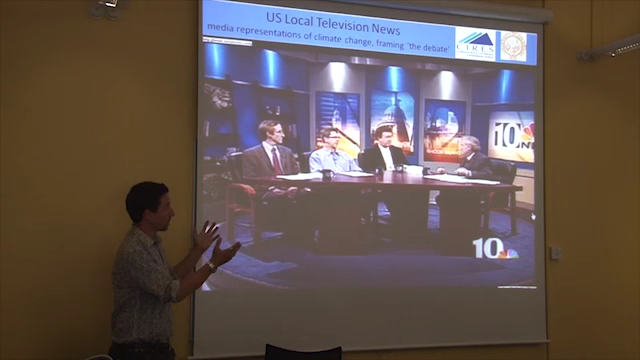 US Local Television News
media representations of climate change, framing 'the debate'
CIRES
10
10